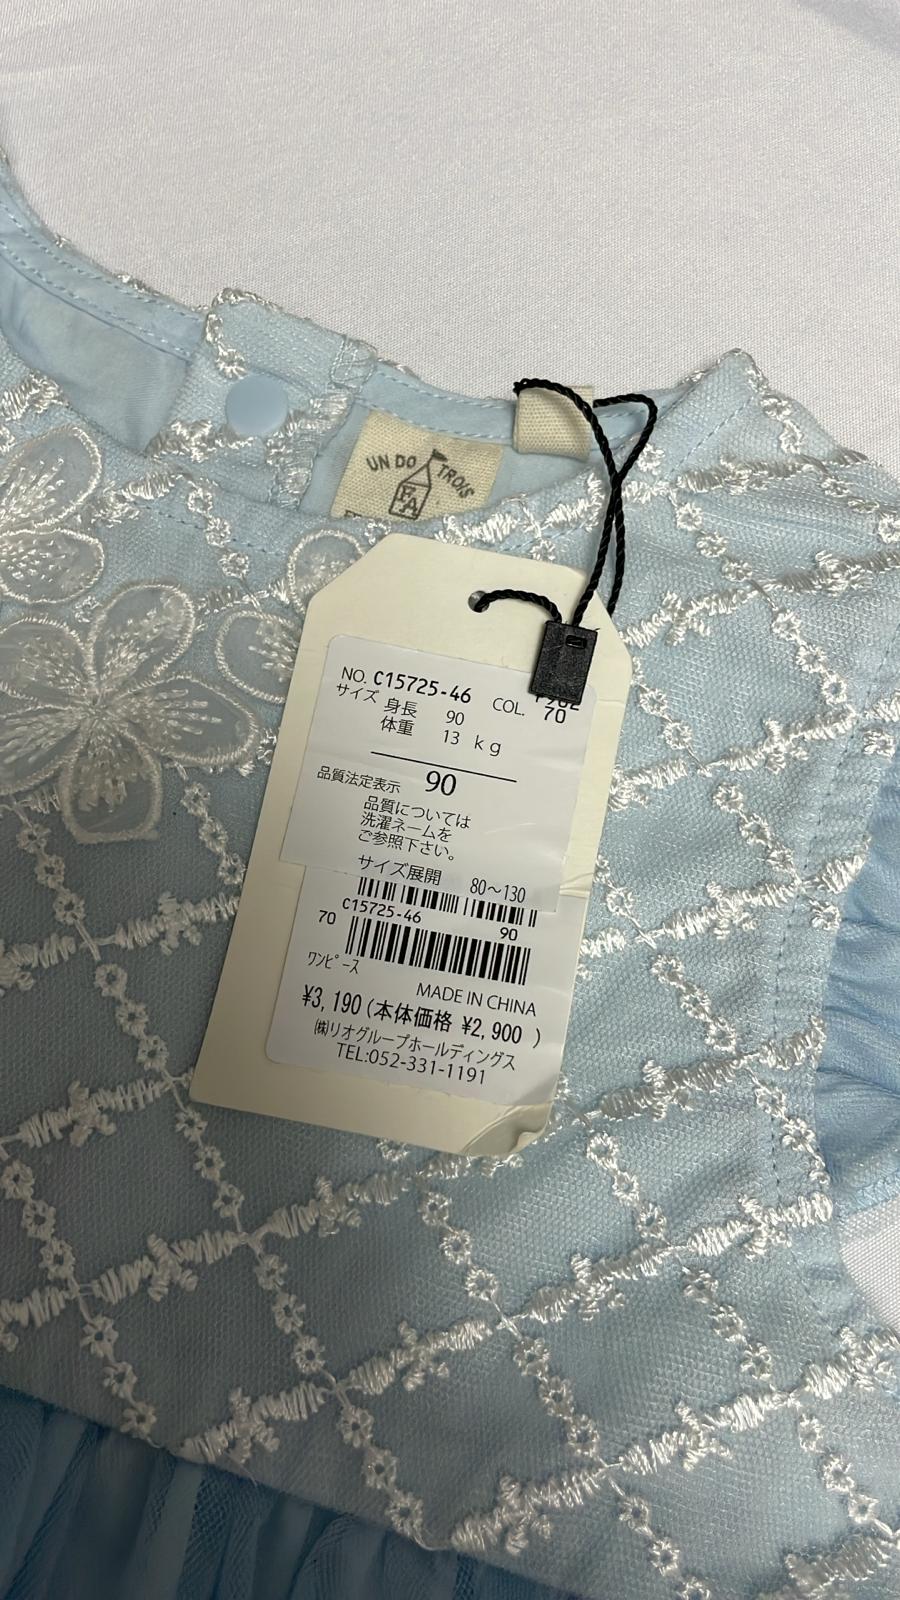 UN DO TROIS
FA
NO. C15725-46 COL. 70
サイズ 身長 90
体重 13 kg
品質法定表示 90
品質については
洗濯ネームを
ご参照下さい。
サイズ展開 80～130
C15725-46
70 90
ワンピース
MADE IN CHINA
¥3,190(本体価格 ¥2,900 )
㈱リオグループホールディングス
TEL:052-331-1191